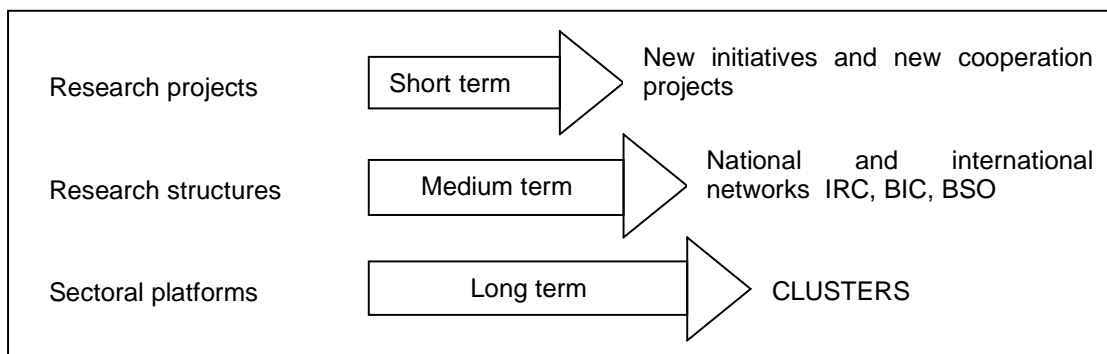 Research projects
Short term
New initiatives and new cooperation
projects
Research structures
Medium term
National and international
networks IRC, BIC, BSO
Sectoral platforms
Long term
CLUSTERS